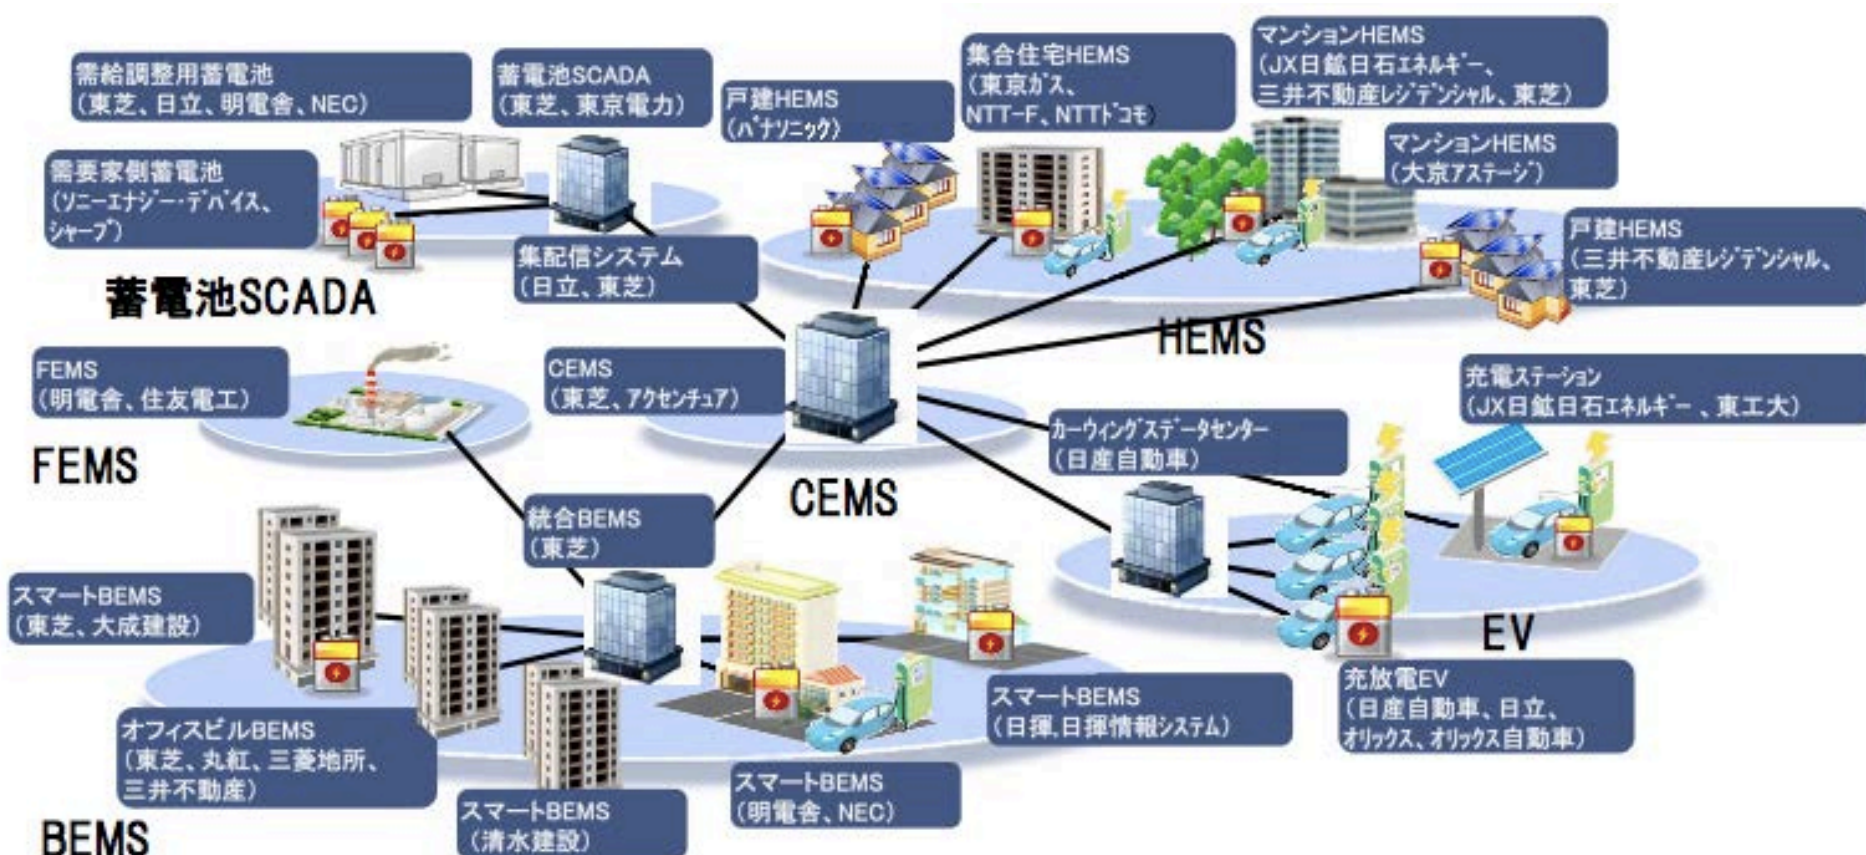 需給調整用蓄電池
(東芝、日立、明電舎、NEC)
蓄電池SCADA
(東芝、東京電力)
戸建HEMS
(パナソニック)
集合住宅HEMS
(東京ガス、
NTT-F、NTTドコモ)
マンションHEMS
(JX日鉱日石エネルギー、
三井不動産レジデンシャル、東芝)
マンションHEMS
(大京アステージ)
需要家側蓄電池
(ソニーエナジー・デバイス、
シャープ)
戸建HEMS
(三井不動産レジデンシャル、
東芝)
集配信システム
(日立、東芝)
蓄電池SCADA
HEMS
FEMS
(明電舎、住友電工)
CEMS
(東芝、アクセンチュア)
充電ステーション
(JX日鉱日石エネルギー、東工大)
カーウィングスデータセンター
(日産自動車)
FEMS
CEMS
統合BEMS
(東芝)
スマートBEMS
(東芝、大成建設)
EV
充放電EV
(日産自動車、日立、
オリックス、オリックス自動車)
スマートBEMS
(日揮,日揮情報システム)
オフィスビルBEMS
(東芝、丸紅、三菱地所、
三井不動産)
スマートBEMS
(明電舎、NEC)
スマートBEMS
(清水建設)
BEMS